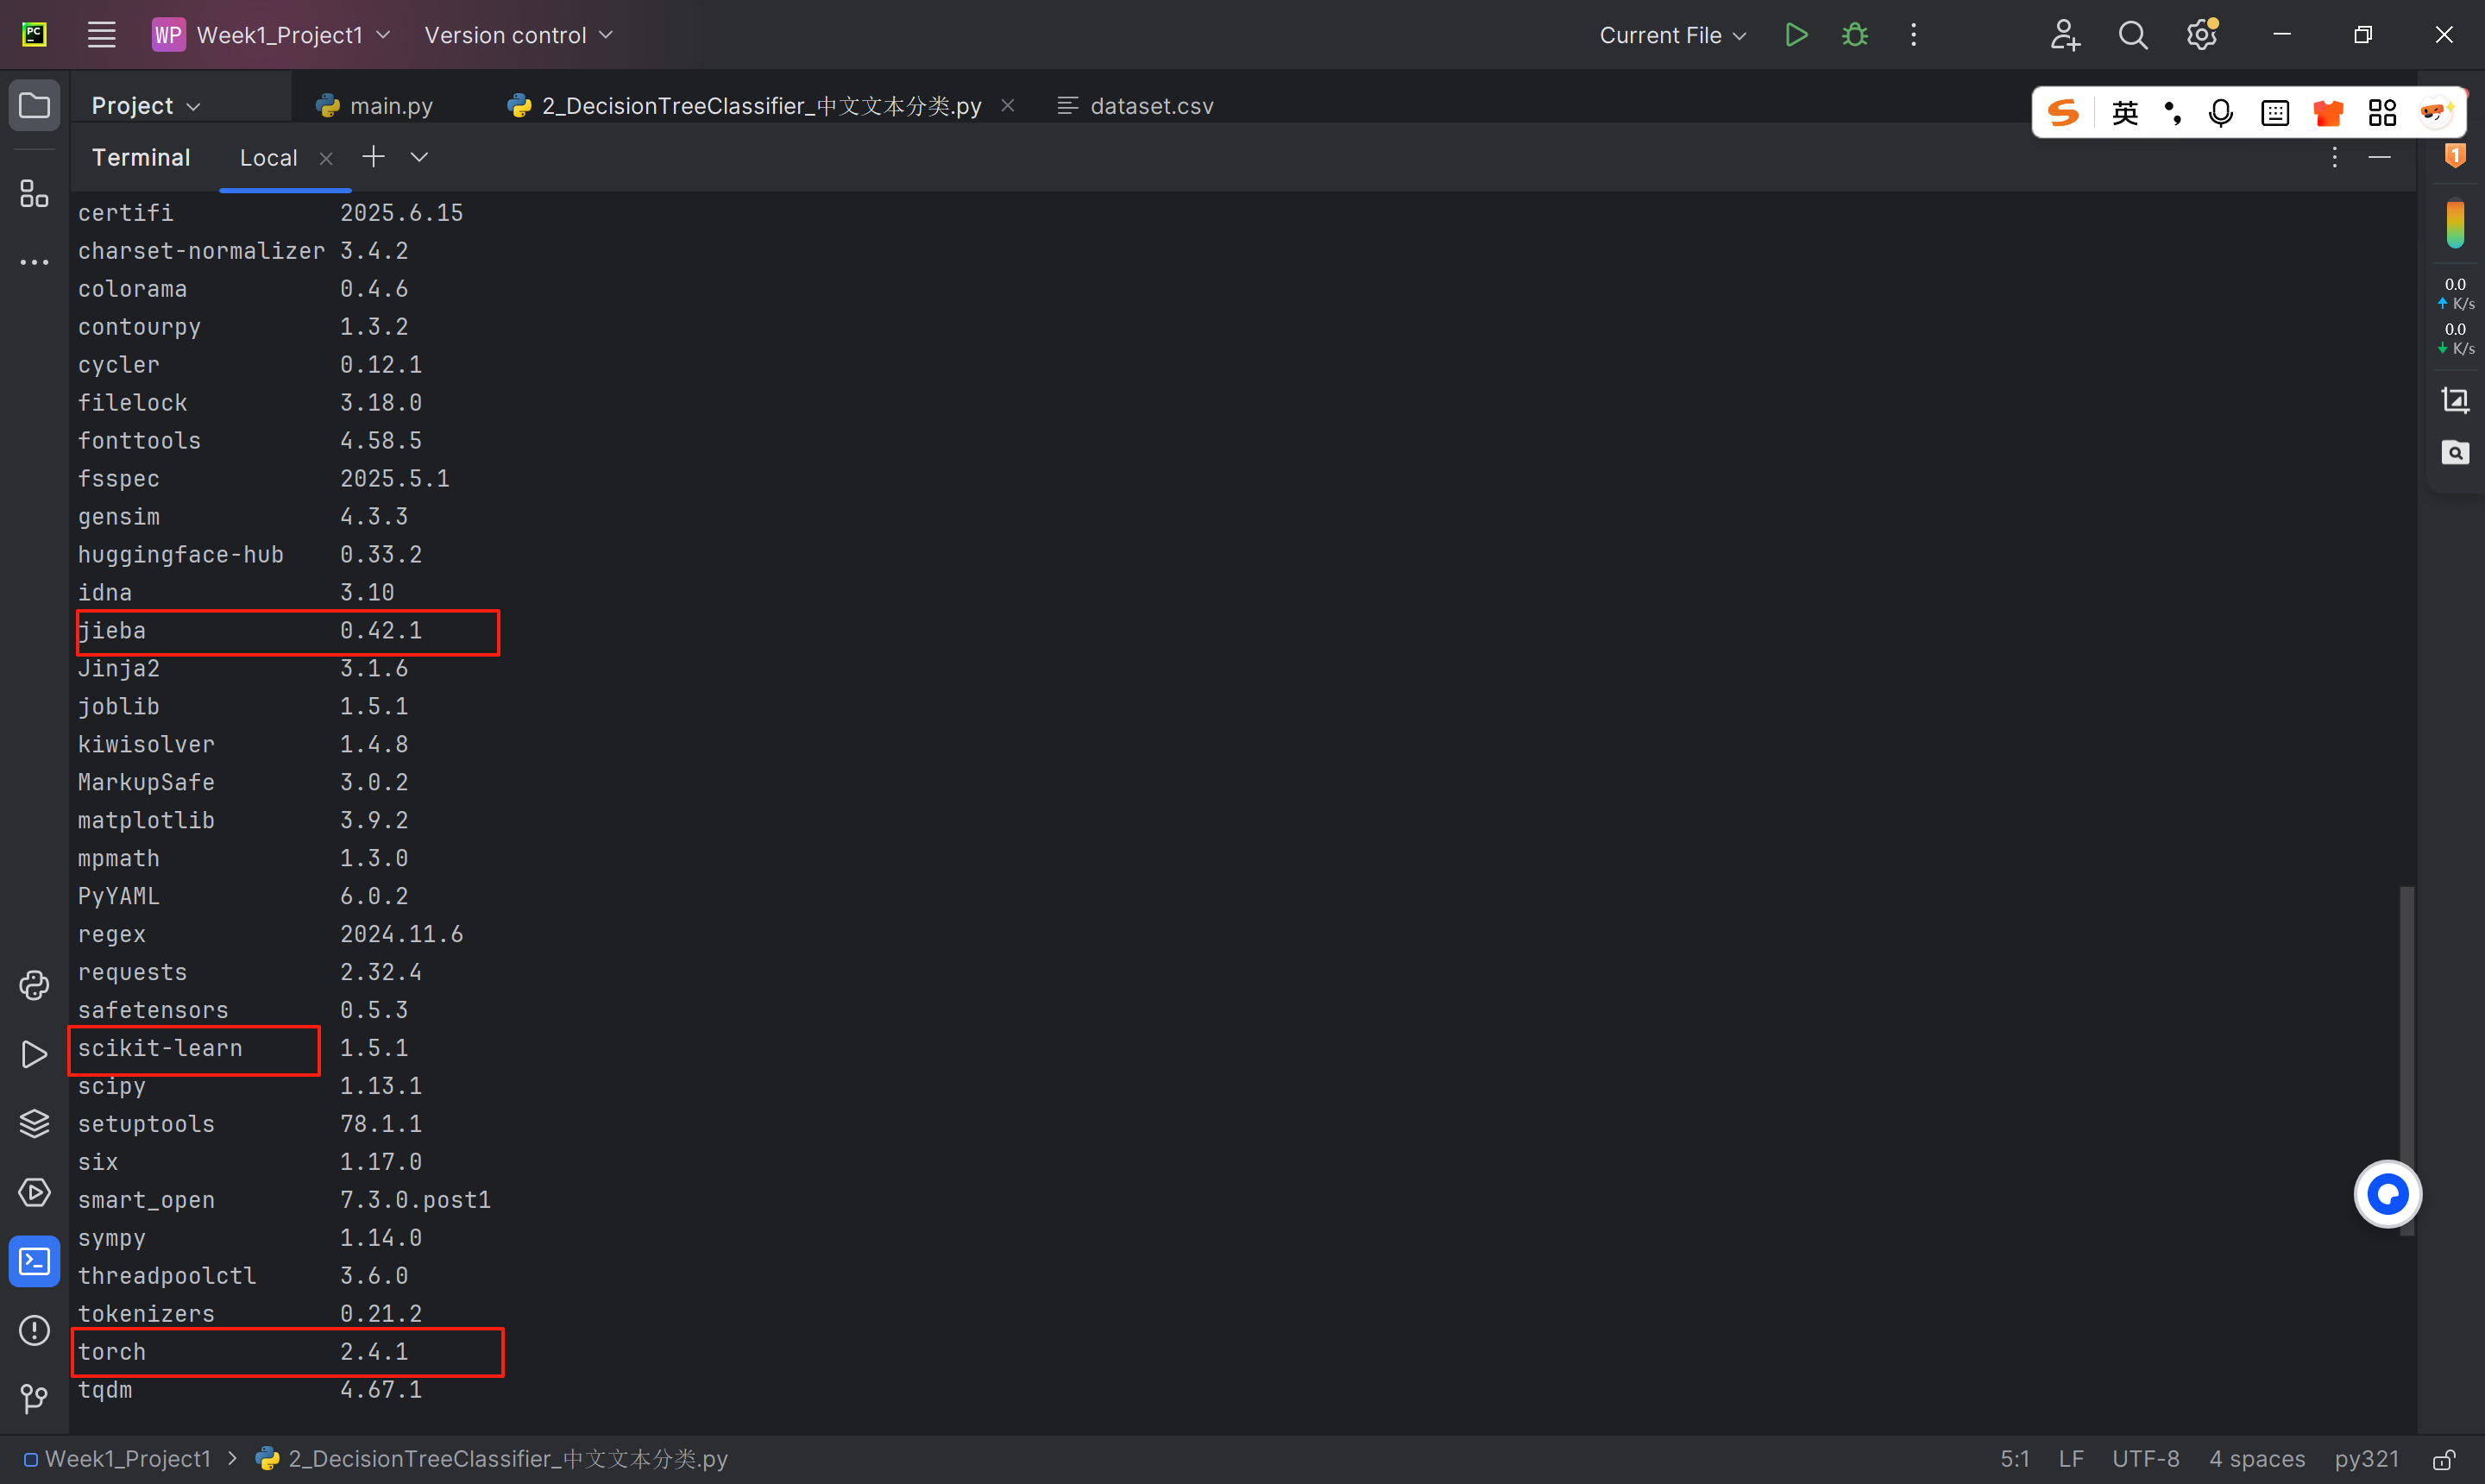 PC
WP Week1_Project1 Version control Current File
Project main.py 2_DecisionTreeClassifier_中文文本分类.py dataset.csv
S 英
Terminal Local
1
certifi 2025.6.15
charset-normalizer 3.4.2
colorama 0.4.6
0.0
K/s
contourpy 1.3.2
0.0
K/s
cycler 0.12.1
filelock 3.18.0
fonttools 4.58.5
fsspec 2025.5.1
gensim 4.3.3
huggingface-hub 0.33.2
idna 3.10
jieba 0.42.1
Jinja2 3.1.6
joblib 1.5.1
kiwisolver 1.4.8
MarkupSafe 3.0.2
matplotlib 3.9.2
mpmath 1.3.0
PyYAML 6.0.2
regex 2024.11.6
requests 2.32.4
safetensors 0.5.3
scikit-learn 1.5.1
scipy 1.13.1
setuptools 78.1.1
six 1.17.0
smart_open 7.3.0.post1
sympy 1.14.0
threadpoolctl 3.6.0
tokenizers 0.21.2
torch 2.4.1
tqdm 4.67.1
Week1_Project1 > 2_DecisionTreeClassifier_中文文本分类.py 5:1 LF UTF-8 4 spaces py321